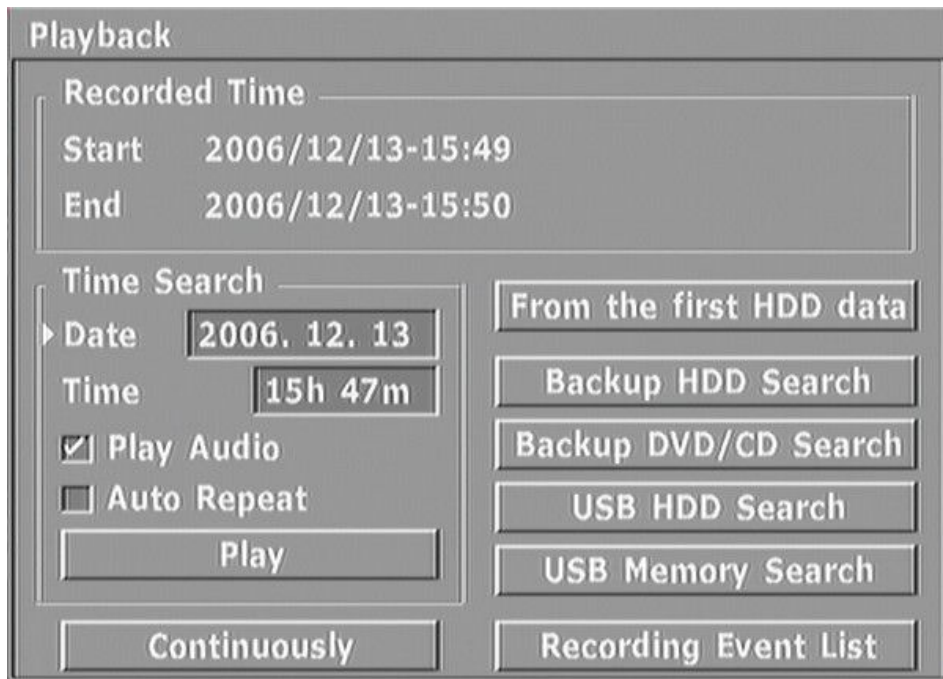 Playback
Recorded Time
Start 2006/12/13-15:49
End 2006/12/13-15:50
Time Search
Date 2006. 12. 13
Time 15h 47m
Play Audio
Auto Repeat
Play
Continuously
From the first HDD data
Backup HDD Search
Backup DVD/CD Search
USB HDD Search
USB Memory Search
Recording Event List